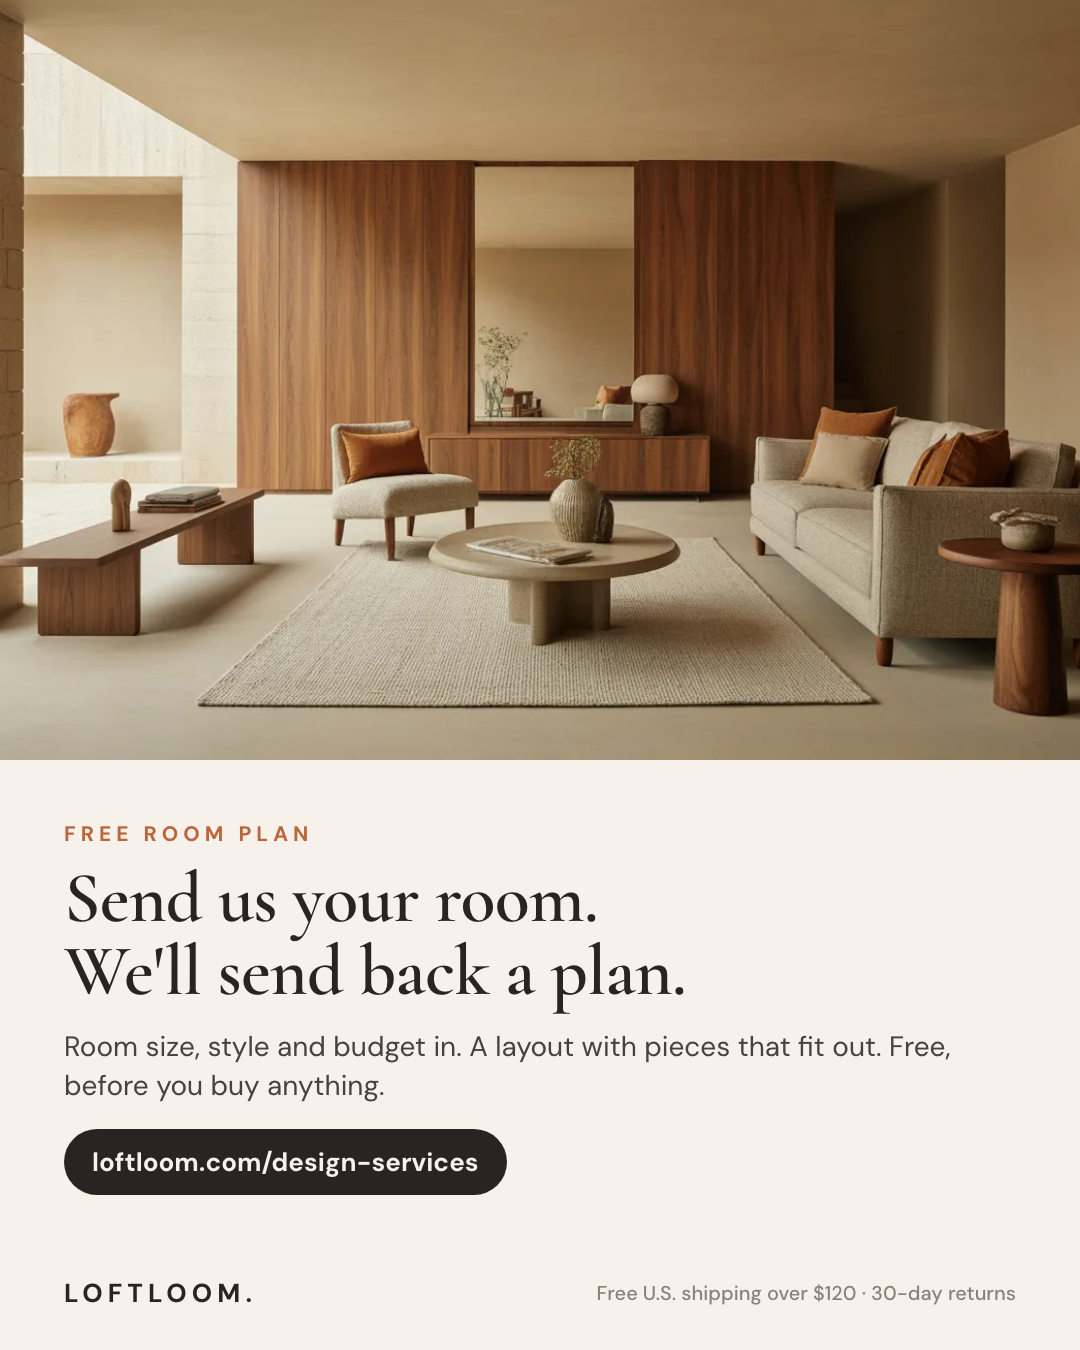 FREE ROOM PLAN
Send us your room.
We'll send back a plan.
Room size, style and budget in. A layout with pieces that fit out. Free,
before you buy anything.
loftloom.com/design-services
LOFTLOOM.
Free U.S. shipping over $120 · 30-day returns